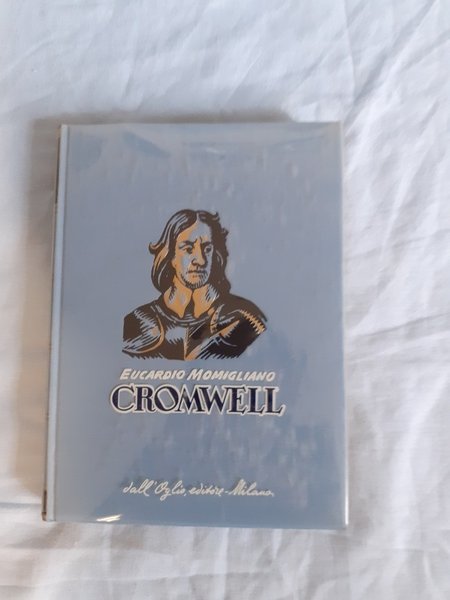 EUCARDIO MOMIGLIANO
CROMWELL
dall'Oglio, editore - Milano.